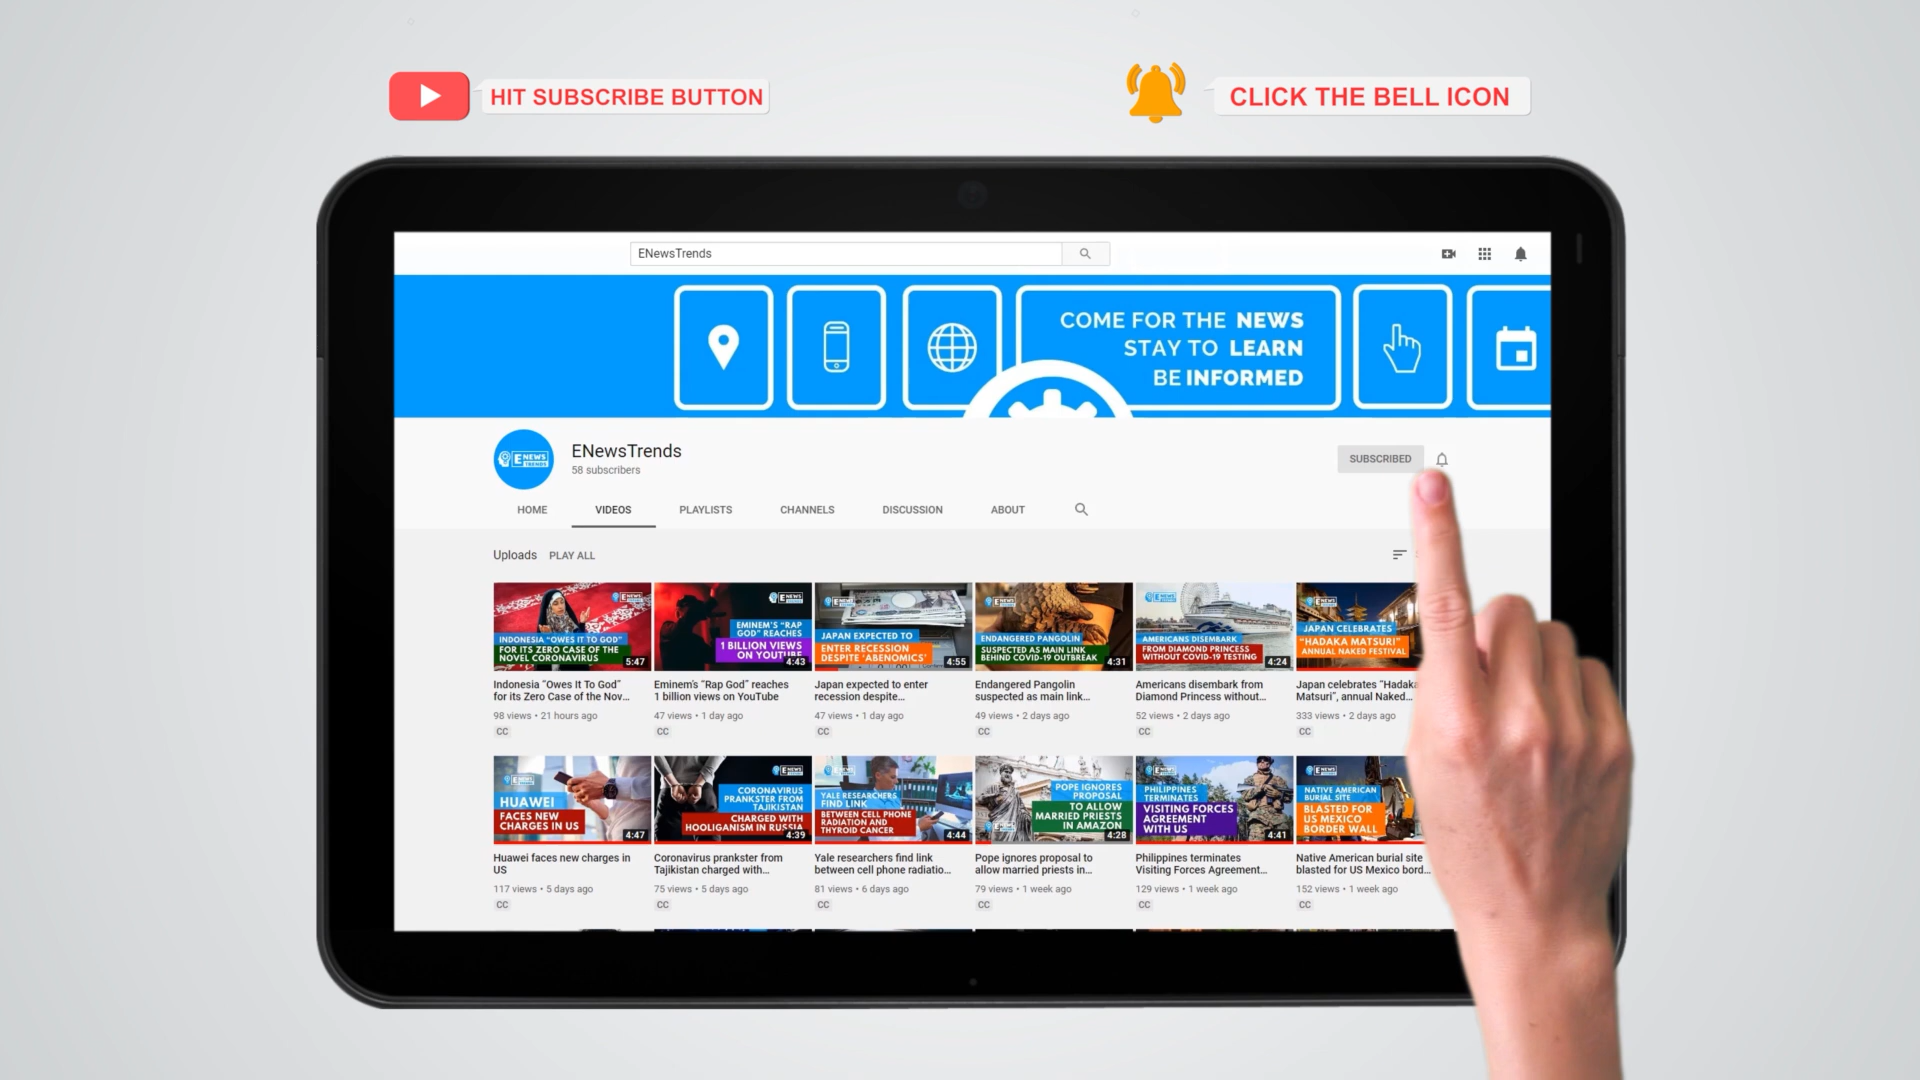 HIT SUBSCRIBE BUTTON
CLICK THE BELL ICON
ENewsTrends
COME FOR THE NEWS
STAY TO LEARN
BE INFORMED
E NEWS
TRENDS
ENewsTrends
58 subscribers
SUBSCRIBED
HOME VIDEOS PLAYLISTS CHANNELS DISCUSSION ABOUT
Uploads PLAY ALL
INDONESIA "OWES IT TO GOD"
FOR ITS ZERO CASE OF THE
NOVEL CORONAVIRUS
5:47
EMINEM'S "RAP
GOD" REACHES
1 BILLION VIEWS
ON YOUTUBE
4:43
JAPAN EXPECTED TO
ENTER RECESSION
DESPITE 'ABENOMICS'
4:55
ENDANGERED PANGOLIN
SUSPECTED AS MAIN LINK
BEHIND COVID-19 OUTBREAK
4:31
AMERICANS DISEMBARK
FROM DIAMOND PRINCESS
WITHOUT COVID-19 TESTING
4:24
JAPAN CELEBRATES
"HADAKA MATSURI"
ANNUAL NAKED FESTIVAL
Indonesia "Owes It To God"
for its Zero Case of the Nov...
98 views • 21 hours ago
CC
Eminem's "Rap God" reaches
1 billion views on YouTube
47 views • 1 day ago
CC
Japan expected to enter
recession despite...
47 views • 1 day ago
CC
Endangered Pangolin
suspected as main link...
49 views • 2 days ago
CC
Americans disembark from
Diamond Princess without...
52 views • 2 days ago
CC
Japan celebrates "Hadaka
Matsuri", annual Naked...
333 views • 2 days ago
CC
HUAWEI
FACES NEW
CHARGES IN US
4:47
CORONAVIRUS
PRANKSTER FROM
TAJIKISTAN
CHARGED WITH
HOOLIGANISM IN RUSSIA
4:39
YALE RESEARCHERS
FIND LINK
BETWEEN CELL PHONE
RADIATION AND
THYROID CANCER
4:44
POPE IGNORES
PROPOSAL
TO ALLOW
MARRIED PRIESTS
IN AMAZON
4:28
PHILIPPINES
TERMINATES
VISITING FORCES
AGREEMENT
WITH US
4:41
NATIVE AMERICAN
BURIAL SITE
BLASTED FOR
US MEXICO
BORDER WALL
Huawei faces new charges in
US
117 views • 5 days ago
CC
Coronavirus prankster from
Tajikistan charged with...
75 views • 5 days ago
CC
Yale researchers find link
between cell phone radiatio...
81 views • 6 days ago
CC
Pope ignores proposal to
allow married priests in...
79 views • 1 week ago
CC
Philippines terminates
Visiting Forces Agreement...
129 views • 1 week ago
CC
Native American burial site
blasted for US Mexico bord...
152 views • 1 week ago
CC